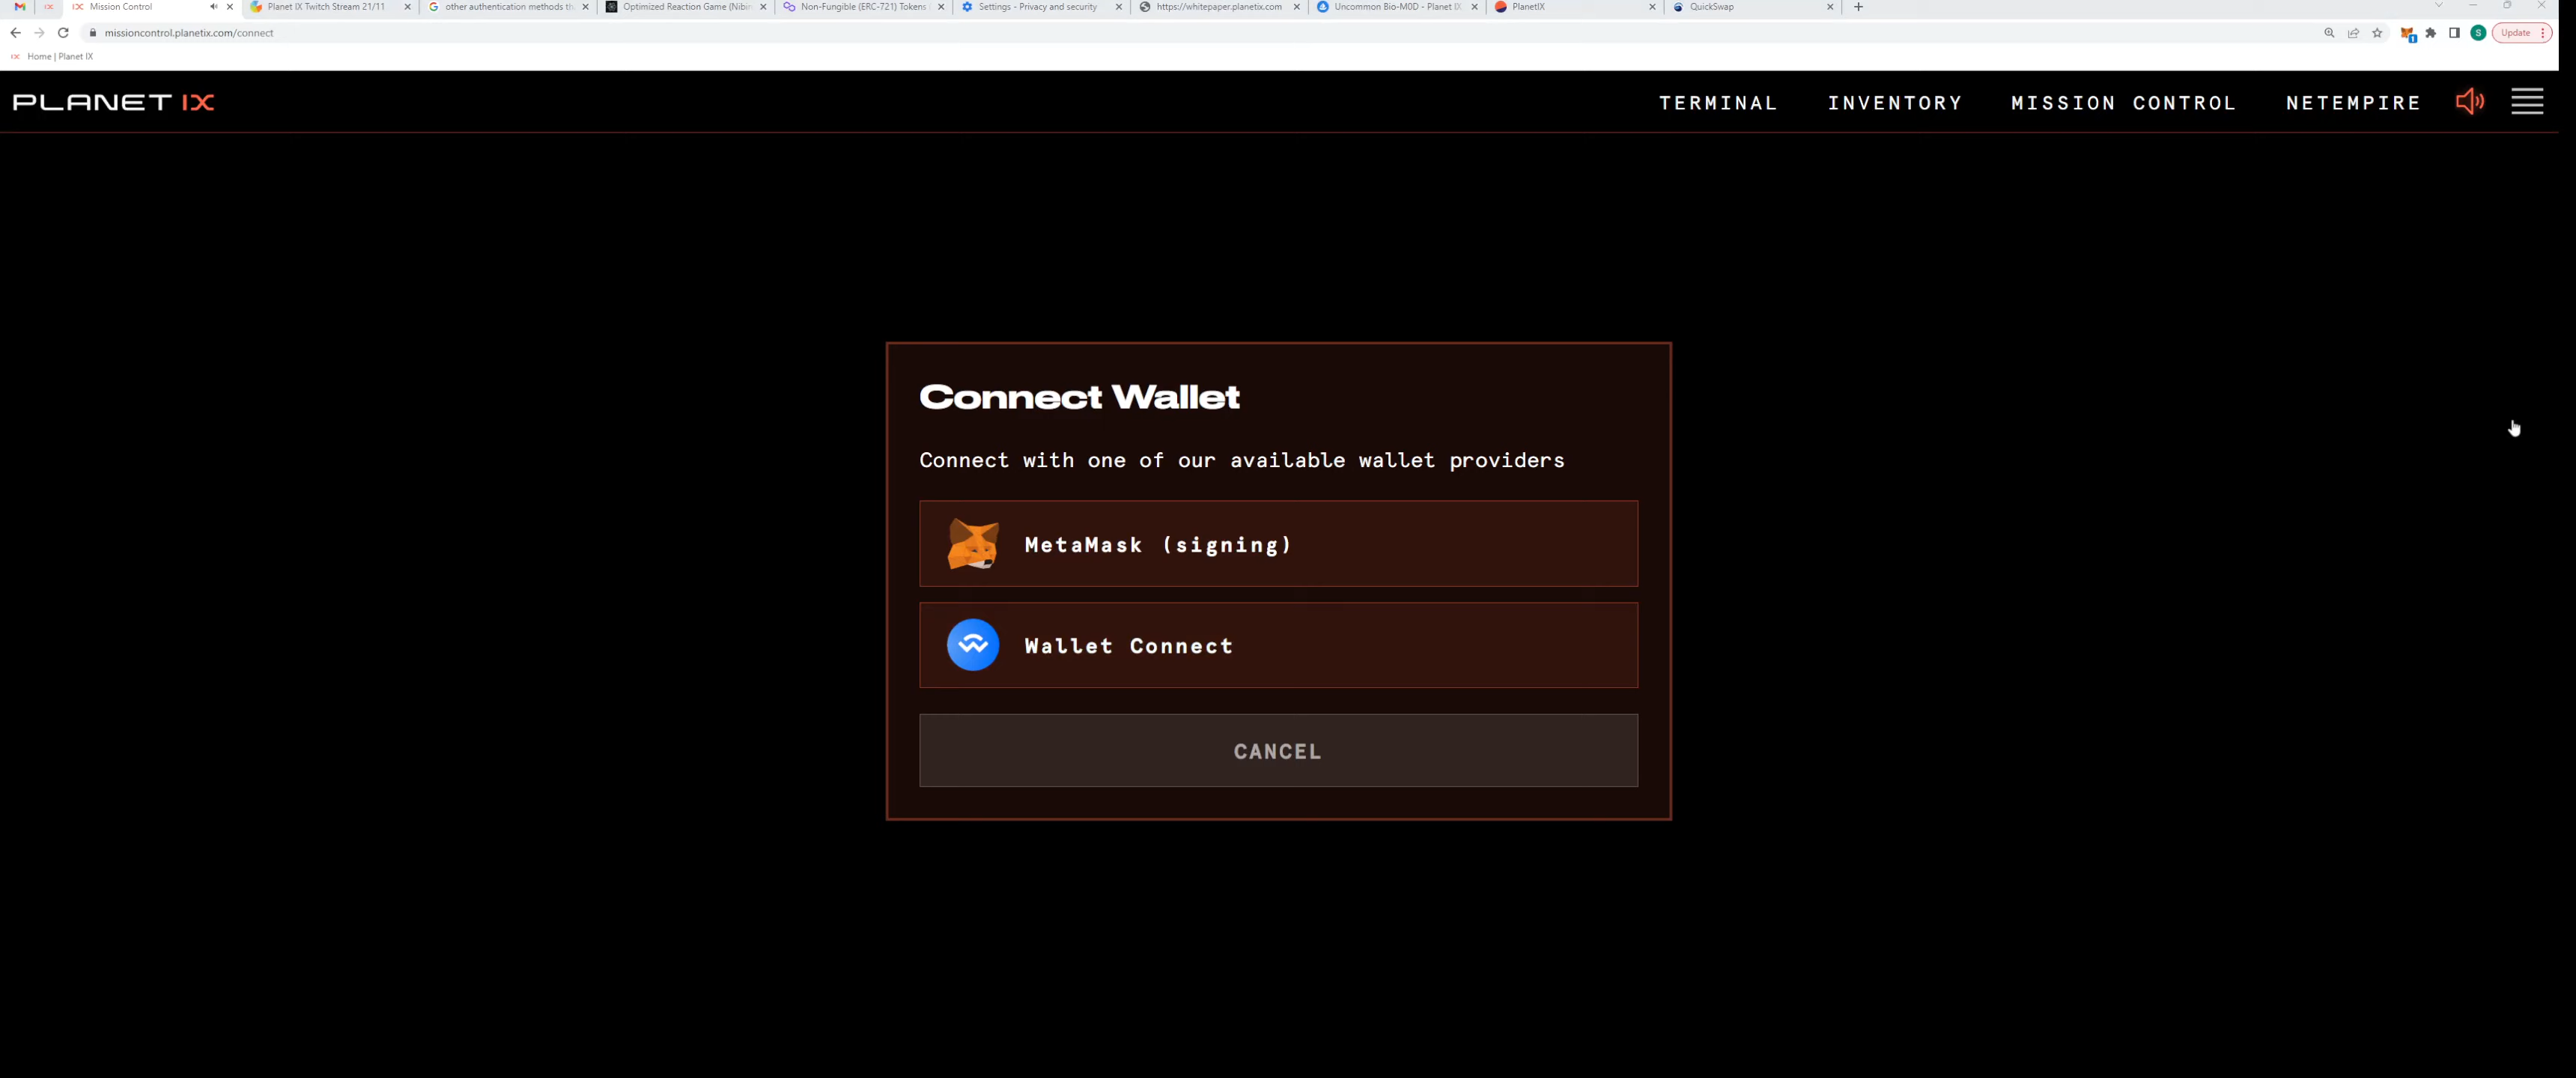 Mission Control
Planet IX Twitch Stream 21/11
other authentication methods th
Optimized Reaction Game (Nibin
Non-Fungible (ERC-721) Tokens
Settings - Privacy and security
https://whitepaper.planetix.com
Uncommon Bio-M0D - Planet IX
PlanetIX
QuickSwap
missioncontrol.planetix.com/connect
1
S
Update
Home | Planet IX
PLANET IX
TERMINAL
INVENTORY
MISSION CONTROL
NETEMPIRE
Connect Wallet
Connect with one of our available wallet providers
MetaMask (signing)
Wallet Connect
CANCEL